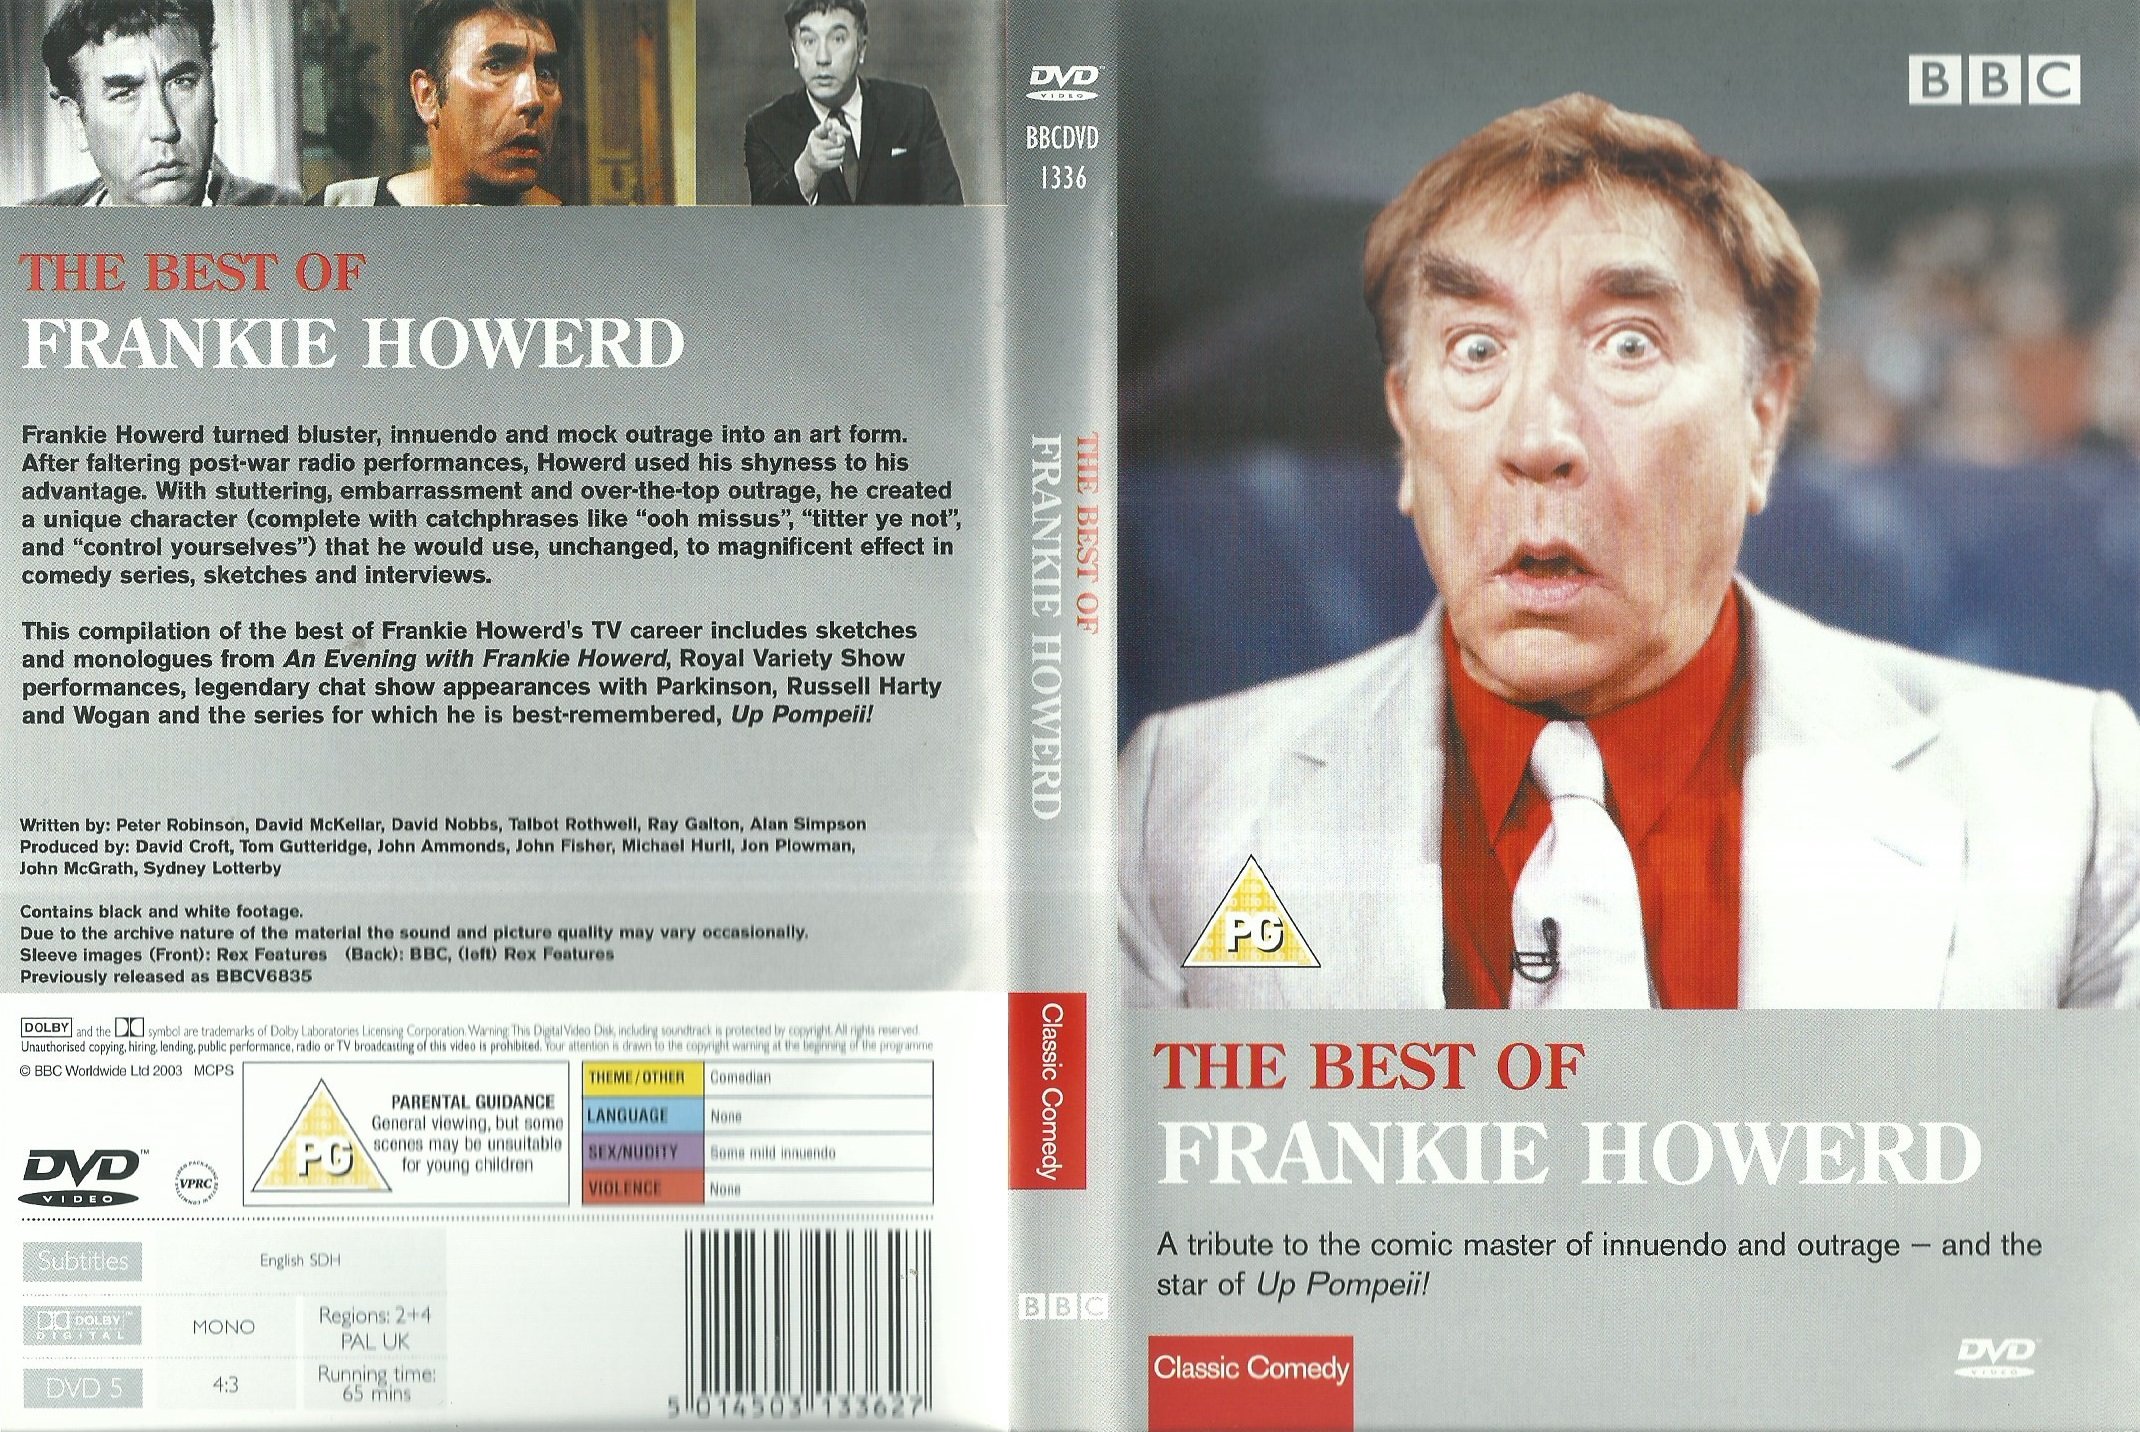 THE BEST OF
FRANKIE HOWERD
Frankie Howerd turned bluster, innuendo and mock outrage into an art form.
After faltering post-war radio performances, Howerd used his shyness to his
advantage. With stuttering, embarrassment and over-the-top outrage, he created
a unique character (complete with catchphrases like “ooh missus”, “titter ye not”,
and “control yourselves”) that he would use, unchanged, to magnificent effect in
comedy series, sketches and interviews.
This compilation of the best of Frankie Howerd's TV career includes sketches
and monologues from An Evening with Frankie Howerd, Royal Variety Show
performances, legendary chat show appearances with Parkinson, Russell Harty
and Wogan and the series for which he is best-remembered, Up Pompeii!
Written by: Peter Robinson, David McKellar, David Nobbs, Talbot Rothwell, Ray Galton, Alan Simpson
Produced by: David Croft, Tom Gutteridge, John Ammonds, John Fisher, Michael Hurll, Jon Plowman,
John McGrath, Sydney Lotterby
Contains black and white footage.
Due to the archive nature of the material the sound and picture quality may vary occasionally.
Sleeve images (Front): Rex Features (Back): BBC, (left) Rex Features
Previously released as BBCV6835
DOLBY and the symbol are trademarks of Dolby Laboratories Licensing Corporation. Warning: This Digital Video Disk, including soundtrack is protected by copyright. All rights reserved.
Unauthorised copying, hiring, lending, public performance, radio or TV broadcasting of this video is prohibited. Your attention is drawn to the copyright warning at the beginning of the programme
© BBC Worldwide Ltd 2003 MCPS
DVD™
VIDEO
VPRC
PG
PARENTAL GUIDANCE
General viewing, but some
scenes may be unsuitable
for young children
THEME/OTHER Comedian
LANGUAGE None
SEX/NUDITY Some mild innuendo
VIOLENCE None
Subtitles English SDH
DOLBY™
DIGITAL
MONO
Regions: 2+4
PAL UK
DVD 5
4:3
Running time:
65 mins
5 014503 133627
DVD™
VIDEO
BBCDVD
1336
THE BEST OF
FRANKIE HOWERD
Classic Comedy
BBC
BBC
PG
THE BEST OF
FRANKIE HOWERD
A tribute to the comic master of innuendo and outrage – and the
star of Up Pompeii!
Classic Comedy
DVD™
VIDEO